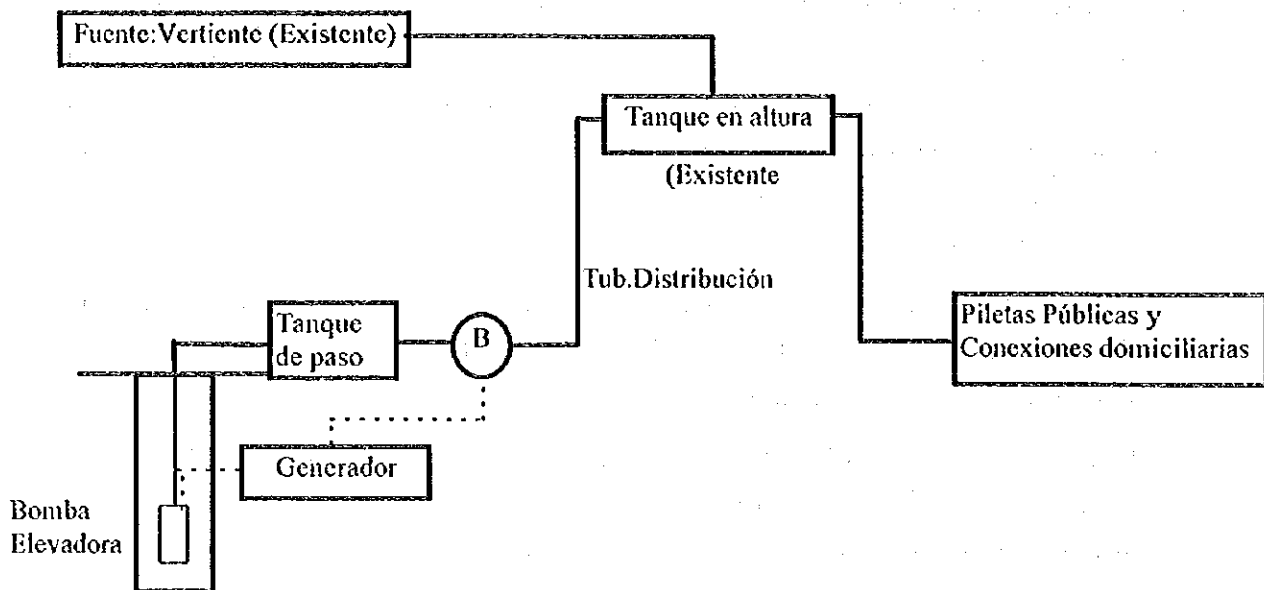 Fuente:Vertiente (Existente)
Tanque en altura
(Existente
Tub.Distribución
Tanque
de paso
B
Piletas Públicas y
Conexiones domiciliarias
Generador
Bomba
Elevadora